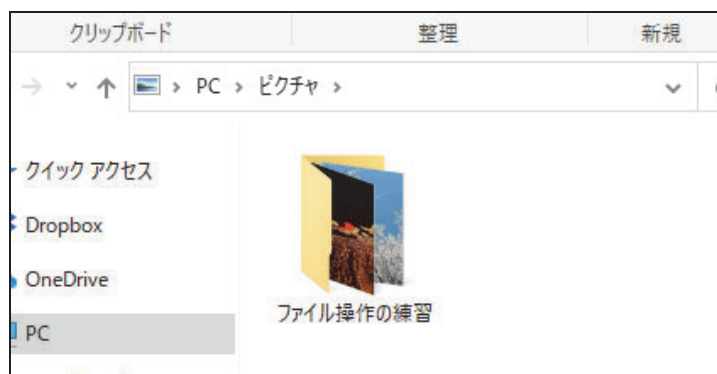 クリップボード 整理 新規
PC ピクチャ
クイック アクセス
Dropbox
OneDrive
PC
ファイル操作の練習